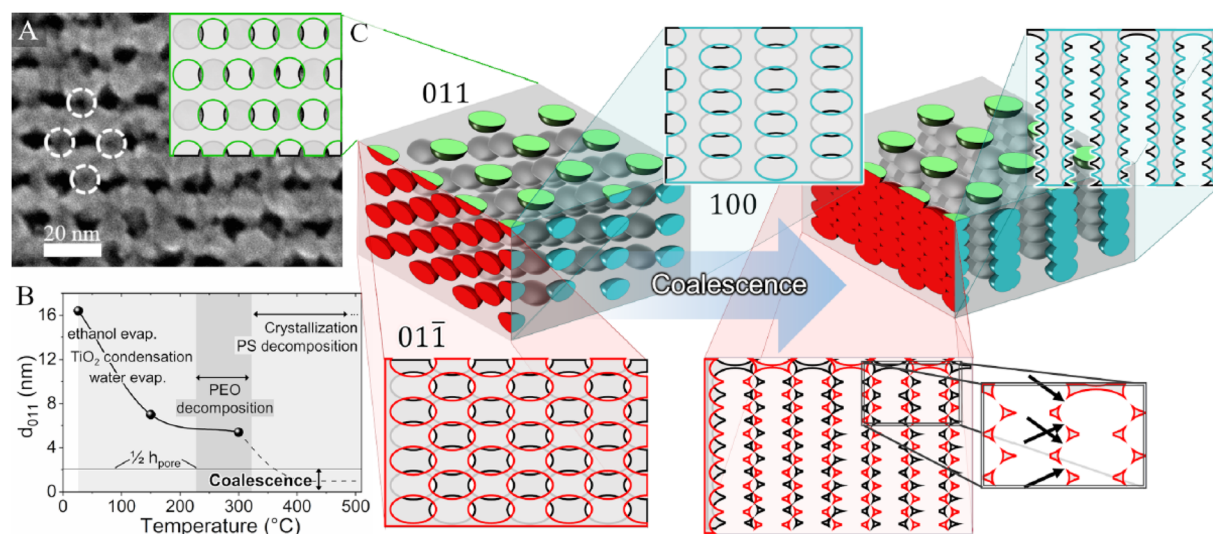 A
20 nm
C
011
100
Coalescence
011̅
B
d011 (nm)
16
12
8
4
0
ethanol evap.
TiO2 condensation
water evap.
PEO
decomposition
Crystallization
PS decomposition
½ hpore
Coalescence
0 100 200 300 400 500
Temperature (°C)